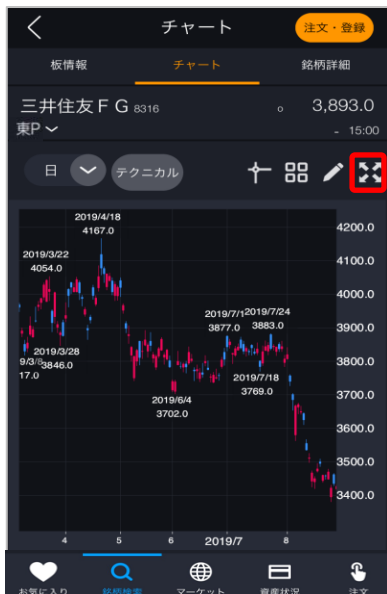 チャート
注文・登録
板情報
チャート
銘柄詳細
三井住友ＦＧ 8316
3,893.0
東P
- 15:00
日
テクニカル
2019/4/18
4167.0
4200.0
2019/3/22
4054.0
4100.0
4000.0
2019/7/1
3877.0
2019/7/24
3883.0
3900.0
2019/3/28
3846.0
9/3/8
17.0
3800.0
2019/7/18
3769.0
3700.0
2019/6/4
3702.0
3600.0
3500.0
3400.0
4
5
6
2019/7
8
お気に入り
銘柄検索
マーケット
資産状況
注文